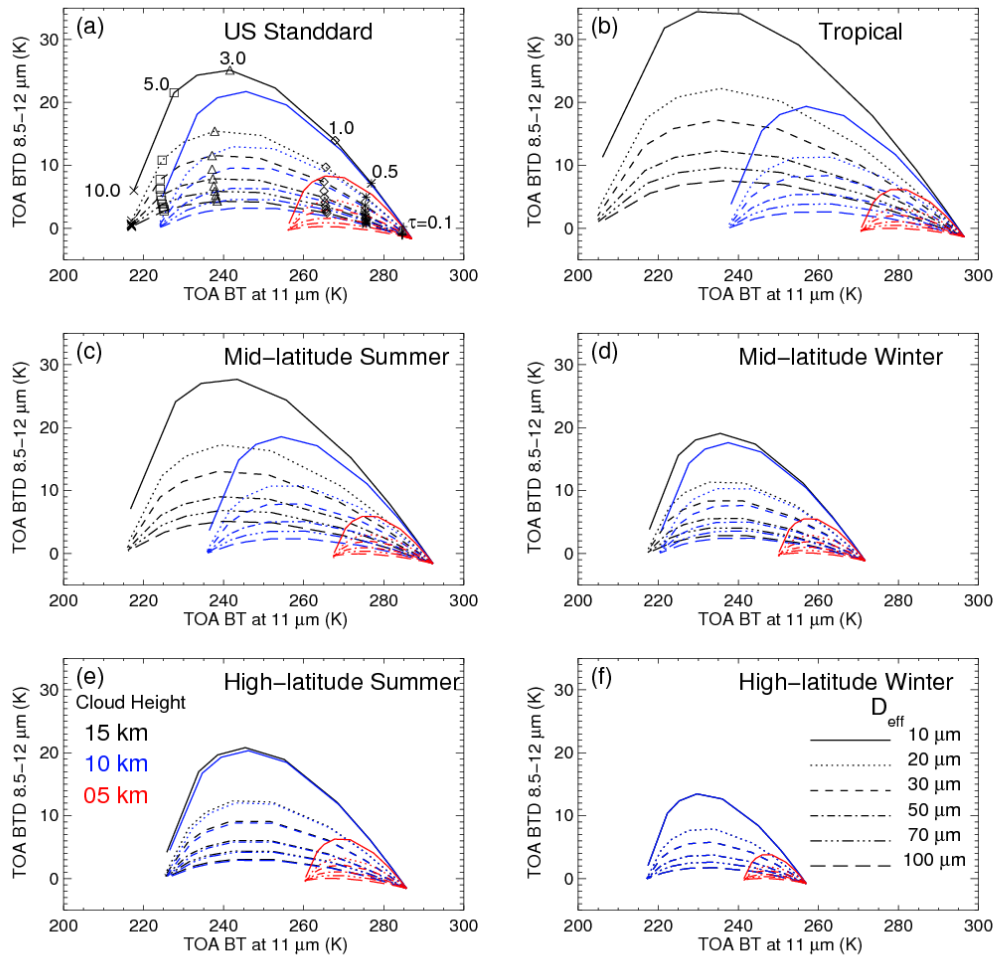 (a) US Standdard
TOA BTD 8.5−12 µm (K)
30
20
10
0
3.0
5.0
1.0
0.5
10.0
τ=0.1
200 220 240 260 280 300
TOA BT at 11 µm (K)
(b) Tropical
TOA BTD 8.5−12 µm (K)
30
20
10
0
200 220 240 260 280 300
TOA BT at 11 µm (K)
(c) Mid−latitude Summer
TOA BTD 8.5−12 µm (K)
30
20
10
0
200 220 240 260 280 300
TOA BT at 11 µm (K)
(d) Mid−latitude Winter
TOA BTD 8.5−12 µm (K)
30
20
10
0
200 220 240 260 280 300
TOA BT at 11 µm (K)
(e) High−latitude Summer
Cloud Height
15 km
10 km
05 km
TOA BTD 8.5−12 µm (K)
30
20
10
0
200 220 240 260 280 300
TOA BT at 11 µm (K)
(f) High−latitude Winter
Deff
10 µm
20 µm
30 µm
50 µm
70 µm
100 µm
TOA BTD 8.5−12 µm (K)
30
20
10
0
200 220 240 260 280 300
TOA BT at 11 µm (K)